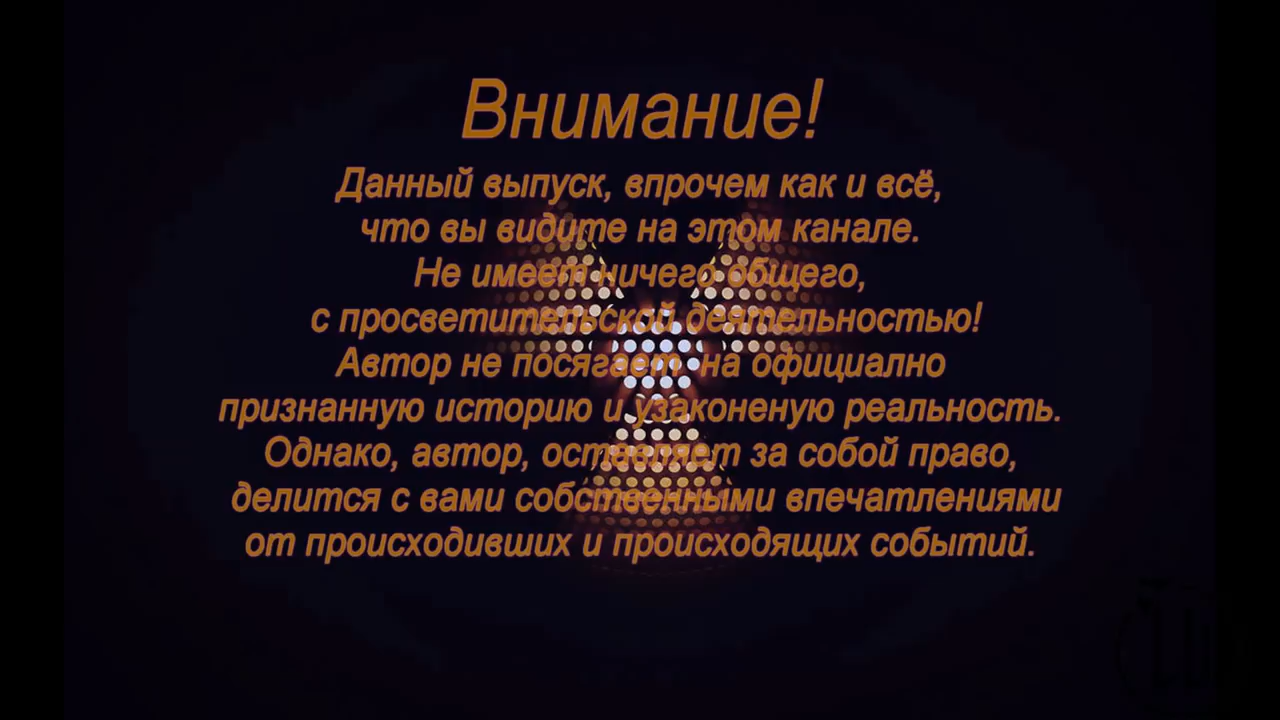 Внимание!
Данный выпуск, впрочем как и всё,
что вы видите на этом канале.
Не имеет ничего общего,
с просветительской деятельностью!
Автор не посягает на официально
признанную историю и узаконеную реальность.
Однако, автор, оставляет за собой право,
делится с вами собственными впечатлениями
от происходивших и происходящих событий.